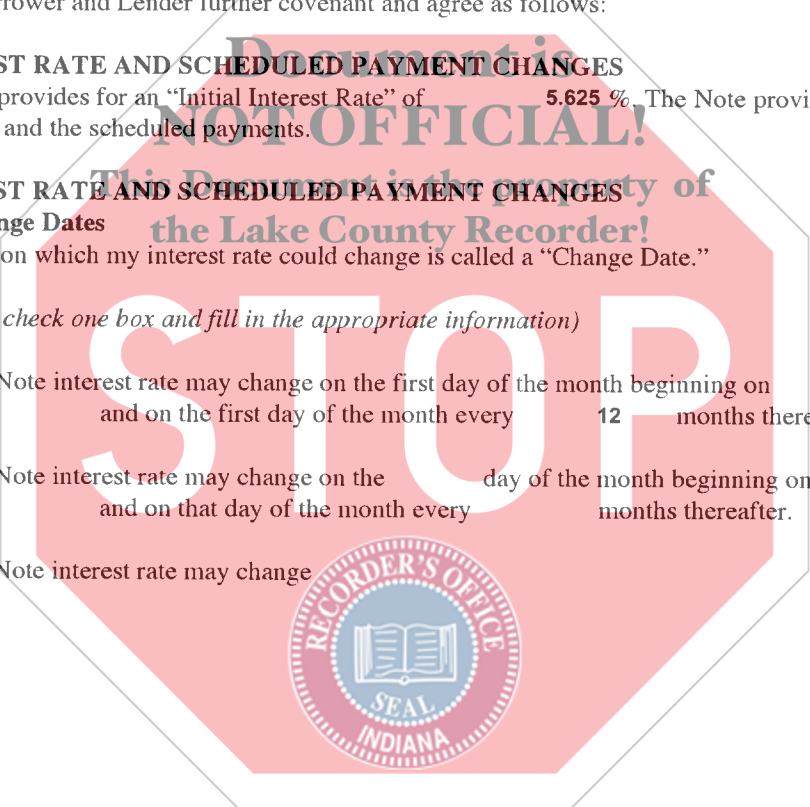 rower and Lender further covenant and agree as follows:
ST RATE AND SCHEDULED PAYMENT CHANGES
provides for an “Initial Interest Rate” of 5.625 %. The Note provi
and the scheduled payments.
ST RATE AND SCHEDULED PAYMENT CHANGES
nge Dates
on which my interest rate could change is called a “Change Date.”
check one box and fill in the appropriate information)
Note interest rate may change on the first day of the month beginning on
and on the first day of the month every 12 months there
Note interest rate may change on the day of the month beginning on
and on that day of the month every months thereafter.
Note interest rate may change
Document is
NOT OFFICIAL!
This Document is the property of
the Lake County Recorder!
STOP
RECORDER'S OFFICE
SEAL
INDIANA